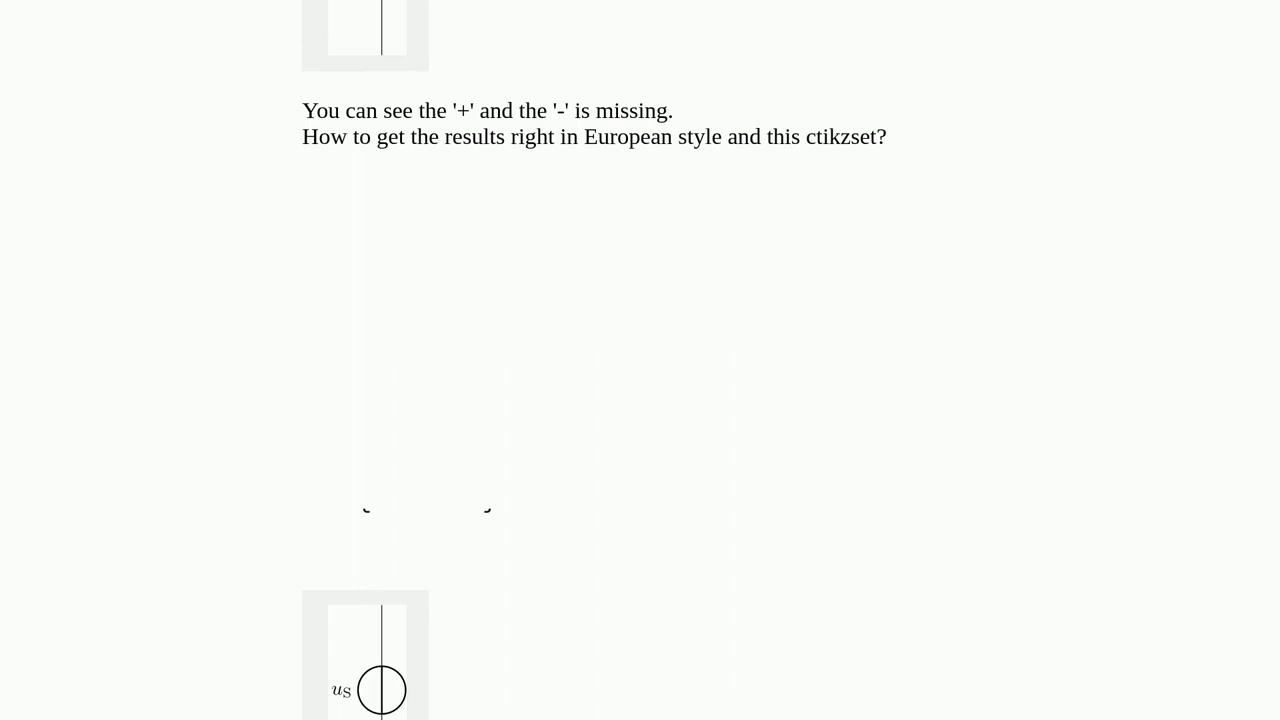 You can see the '+' and the '-' is missing.
How to get the results right in European style and this ctikzset?
uS